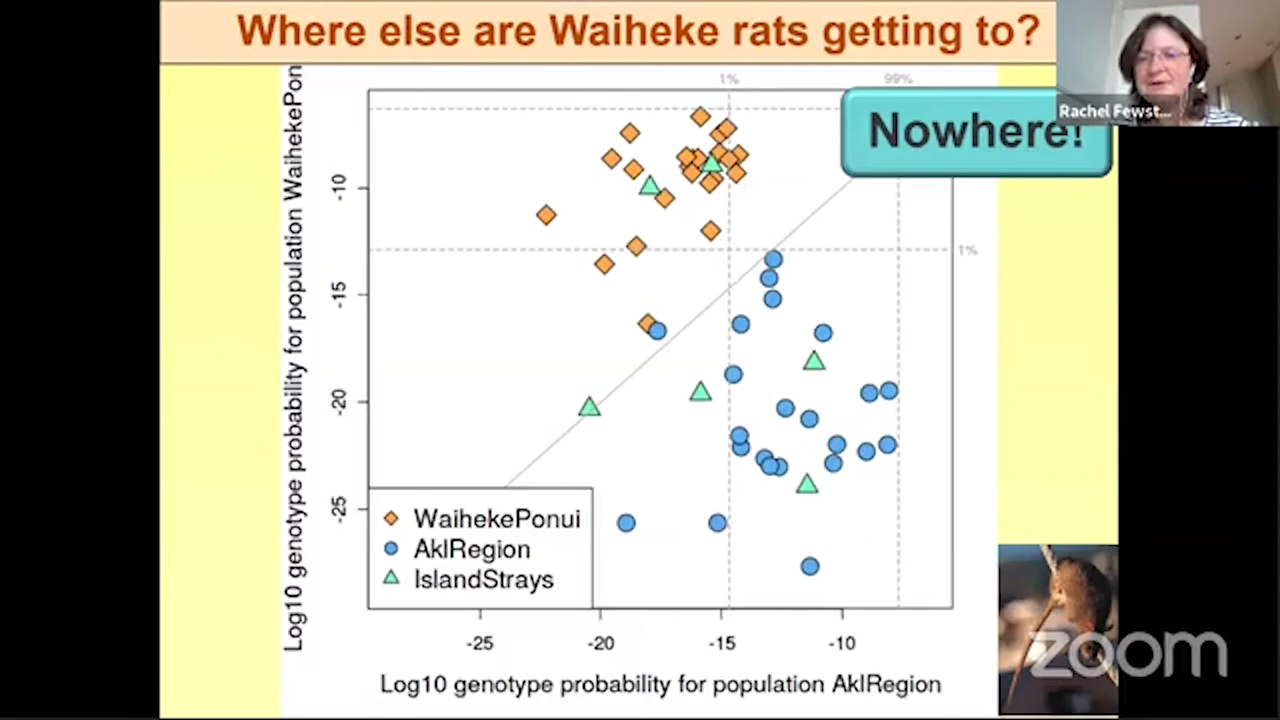 Where else are Waiheke rats getting to?
Rachel Fewst...
Nowhere!
1%
99%
1%
Log10 genotype probability for population WaihekePon
-10
-15
-20
-25
WaihekePonui
AklRegion
IslandStrays
-25
-20
-15
-10
Log10 genotype probability for population AklRegion
zoom